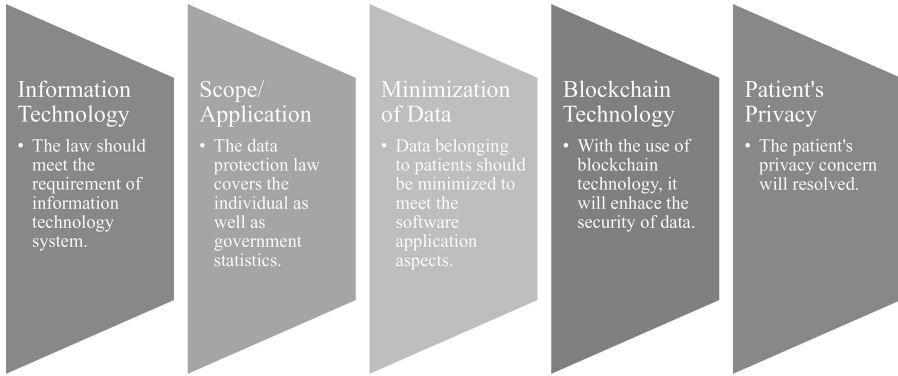 Information
Technology
• The law should
meet the
requirement of
information
technology
system.
Scope/
Application
• The data
protection law
covers the
individual as
well as
government
statistics.
Minimization
of Data
• Data belonging
to patients should
be minimized to
meet the
software
application
aspects.
Blockchain
Technology
• With the use of
blockchain
technology, it
will enhace the
security of data.
Patient's
Privacy
• The patient's
privacy concern
will resolved.